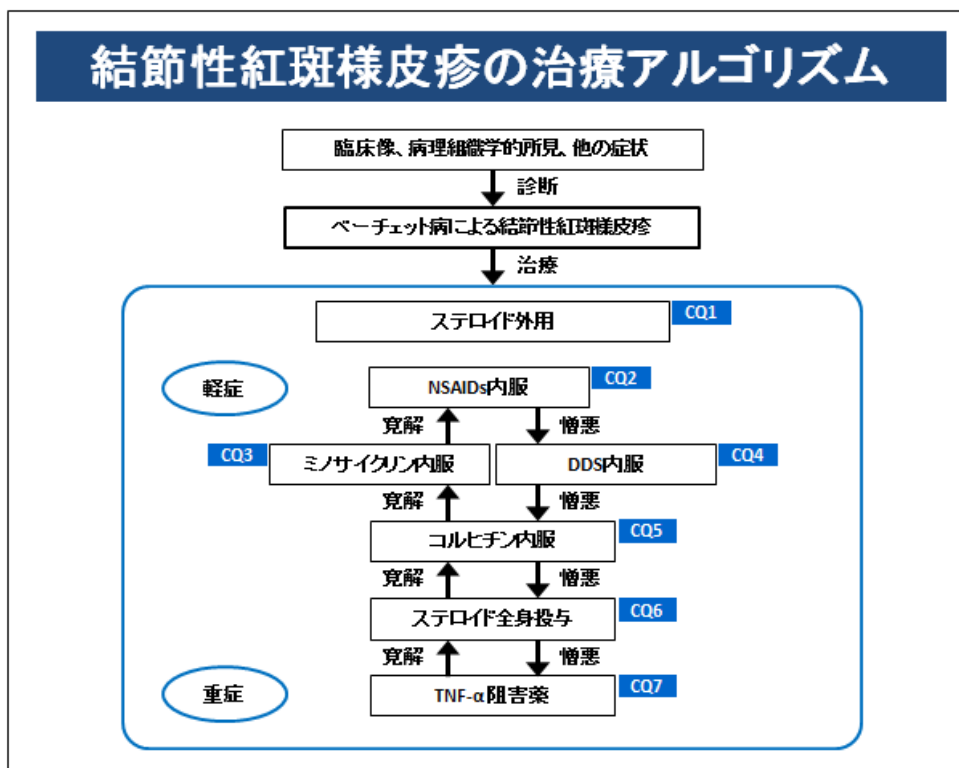 結節性紅斑様皮疹の治療アルゴリズム
臨床像、病理組織学的所見、他の症状
診断
ベーチェット病による結節性紅斑様皮疹
治療
ステロイド外用
CQ1
軽症
NSAIDs内服
CQ2
寛解
憎悪
CQ3
ミノサイクリン内服
DDS内服
CQ4
寛解
憎悪
コルヒチン内服
CQ5
寛解
憎悪
ステロイド全身投与
CQ6
寛解
憎悪
重症
TNF-α阻害薬
CQ7